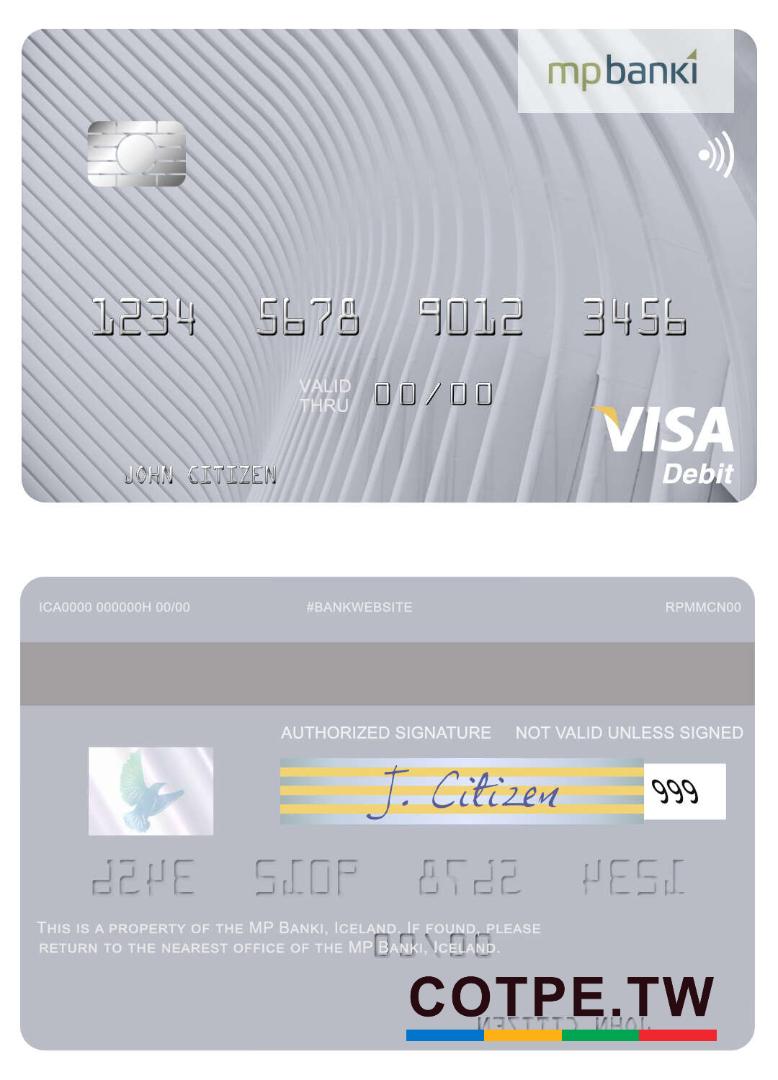 mpbanki
1234 5678 9012 3456
VALID THRU 00/00
VISA
Debit
JOHN CITIZEN
ICA0000 000000H 00/00 #BANKWEBSITE RPMMCN00
AUTHORIZED SIGNATURE NOT VALID UNLESS SIGNED
J. Citizen 999
THIS IS A PROPERTY OF THE MP BANKI, ICELAND. IF FOUND, PLEASE
RETURN TO THE NEAREST OFFICE OF THE MP BANKI, ICELAND.
COTPE.TW